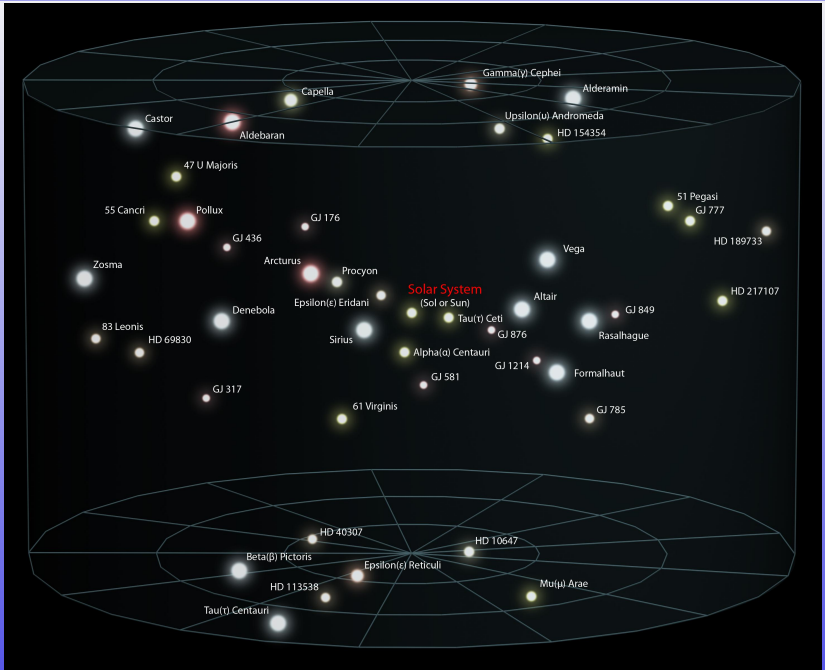 Gamma(γ) Cephei
Capella
Alderamin
Castor
Upsilon(υ) Andromeda
Aldebaran
HD 154354
47 U Majoris
51 Pegasi
55 Cancri
Pollux
GJ 777
GJ 176
GJ 436
HD 189733
Vega
Arcturus
Zosma
Procyon
Solar System
HD 217107
Epsilon(ε) Eridani
(Sol or Sun)
Altair
Denebola
GJ 849
Tau(τ) Ceti
83 Leonis
GJ 876
Rasalhague
HD 69830
Sirius
Alpha(α) Centauri
GJ 1214
Formalhaut
GJ 581
GJ 317
61 Virginis
GJ 785
HD 40307
HD 10647
Beta(β) Pictoris
Epsilon(ε) Reticuli
HD 113538
Mu(μ) Arae
Tau(τ) Centauri